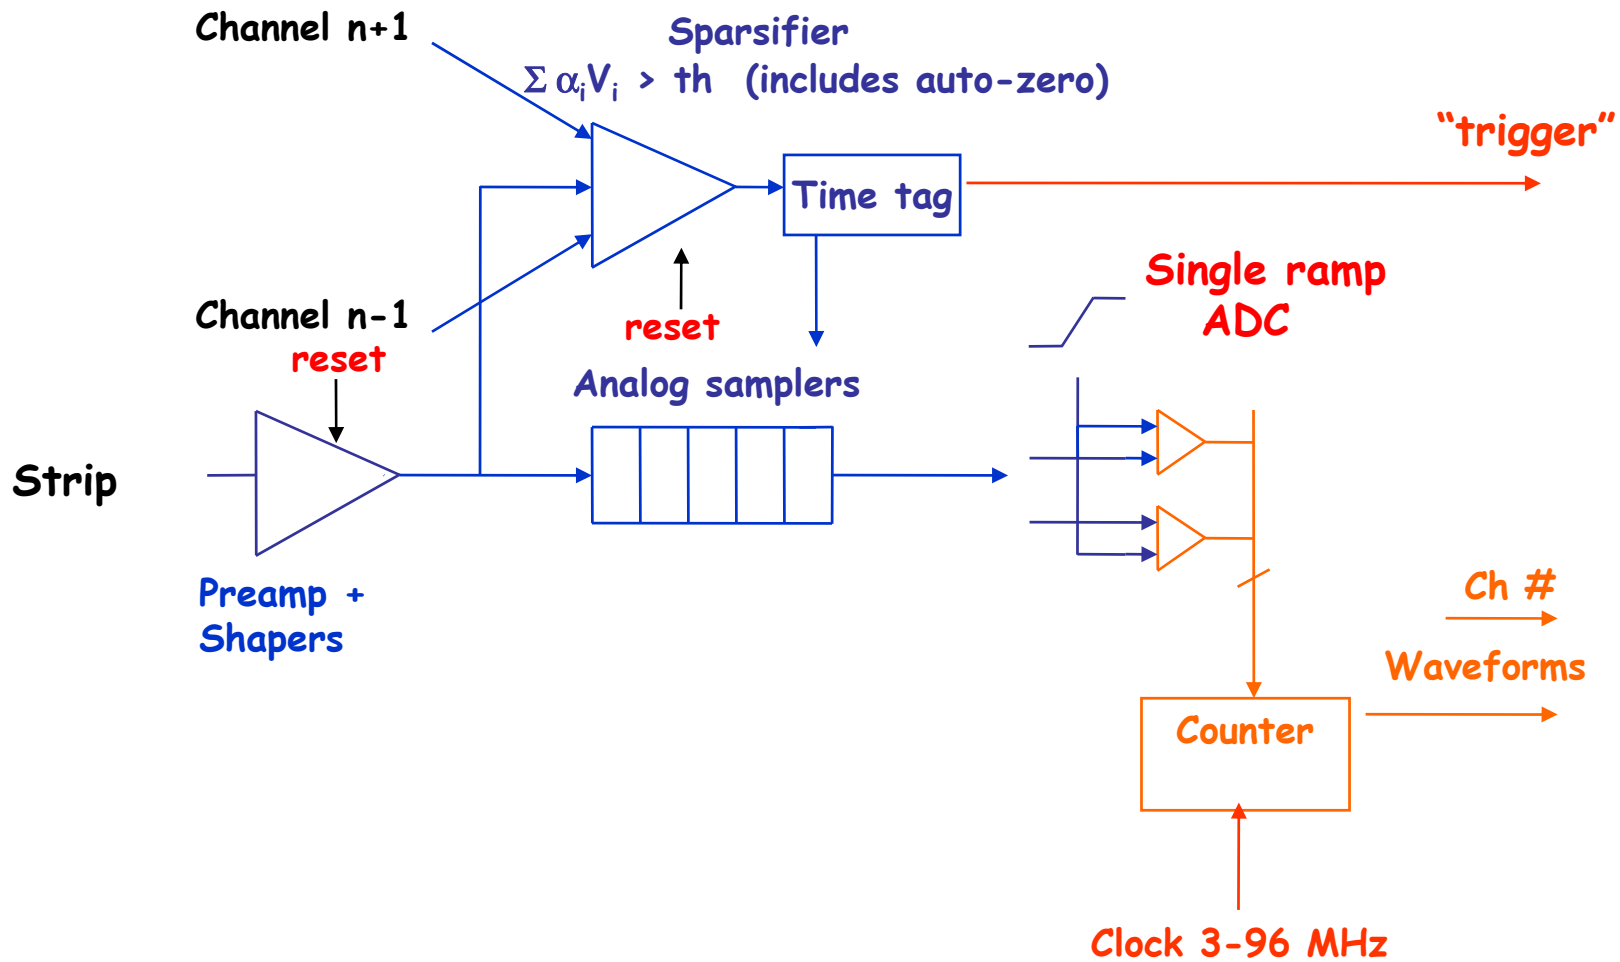 Channel n+1
Sparsifier
Σ αᵢVᵢ > th (includes auto-zero)
“trigger”
Time tag
Channel n-1
reset
reset
Single ramp
ADC
Analog samplers
Strip
Preamp +
Shapers
Ch #
Waveforms
Counter
Clock 3-96 MHz